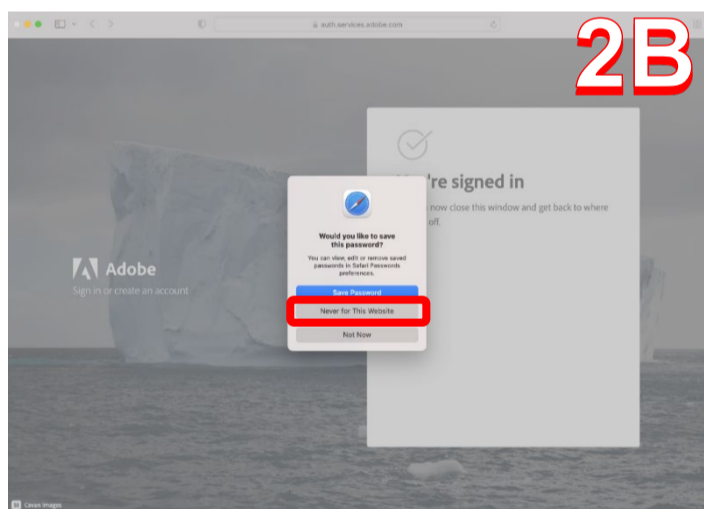 auth.services.adobe.com
2B
're signed in
now close this window and get back to where
off.
Would you like to save
this password?
You can view, edit or remove saved
passwords in Safari Passwords
preferences.
Save Password
Never for This Website
Not Now
Adobe
Sign in or create an account
Cavan Images